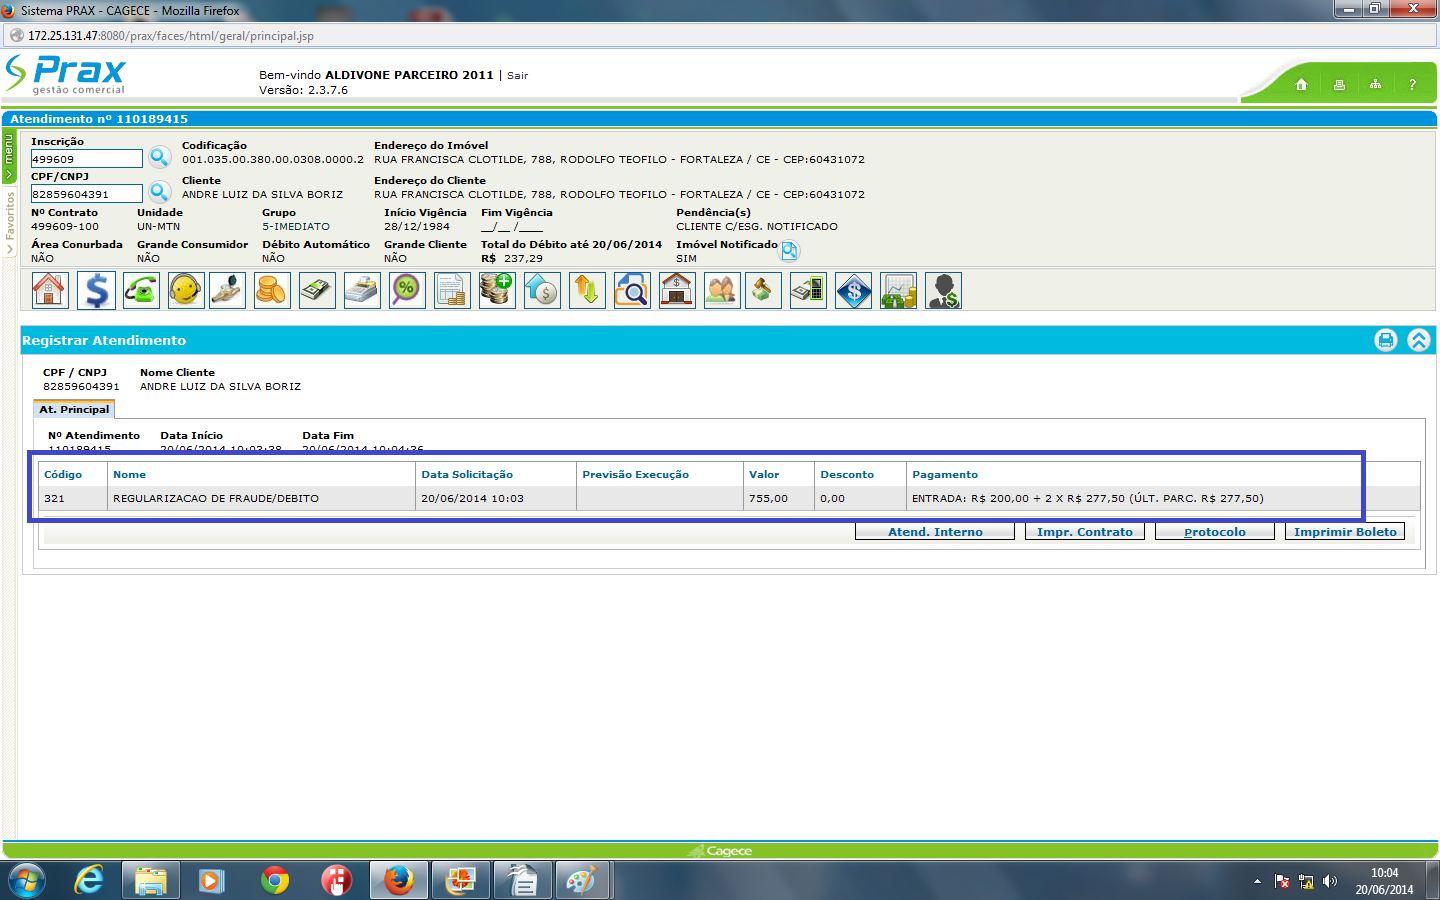 Sistema PRAX - CAGECE - Mozilla Firefox
172.25.131.47:8080/prax/faces/html/geral/principal.jsp
Prax
gestão comercial
Bem-vindo ALDIVONE PARCEIRO 2011 | Sair
Versão: 2.3.7.6
?
Atendimento nº 110189415
menu
Favoritos
Inscrição Codificação Endereço do Imóvel
499609 001.035.00.380.00.0308.0000.2 RUA FRANCISCA CLOTILDE, 788, RODOLFO TEOFILO - FORTALEZA / CE - CEP:60431072
CPF/CNPJ Cliente Endereço do Cliente
82859604391 ANDRE LUIZ DA SILVA BORIZ RUA FRANCISCA CLOTILDE, 788, RODOLFO TEOFILO - FORTALEZA / CE - CEP:60431072
Nº Contrato Unidade Grupo Início Vigência Fim Vigência Pendência(s)
499609-100 UN-MTN 5-IMEDIATO 28/12/1984 __/__ /____ CLIENTE C/ESG. NOTIFICADO
Área Conurbada Grande Consumidor Débito Automático Grande Cliente Total do Débito até 20/06/2014 Imóvel Notificado
NÃO NÃO NÃO NÃO R$ 237,29 SIM
Registrar Atendimento
CPF / CNPJ Nome Cliente
82859604391 ANDRE LUIZ DA SILVA BORIZ
At. Principal
Nº Atendimento Data Início Data Fim
110189415 20/06/2014 10:03:38 20/06/2014 10:04:36
Código Nome Data Solicitação Previsão Execução Valor Desconto Pagamento
321 REGULARIZACAO DE FRAUDE/DEBITO 20/06/2014 10:03 755,00 0,00 ENTRADA: R$ 200,00 + 2 X R$ 277,50 (ÚLT. PARC. R$ 277,50)
Atend. Interno Impr. Contrato Protocolo Imprimir Boleto
Cagece
10:04
20/06/2014